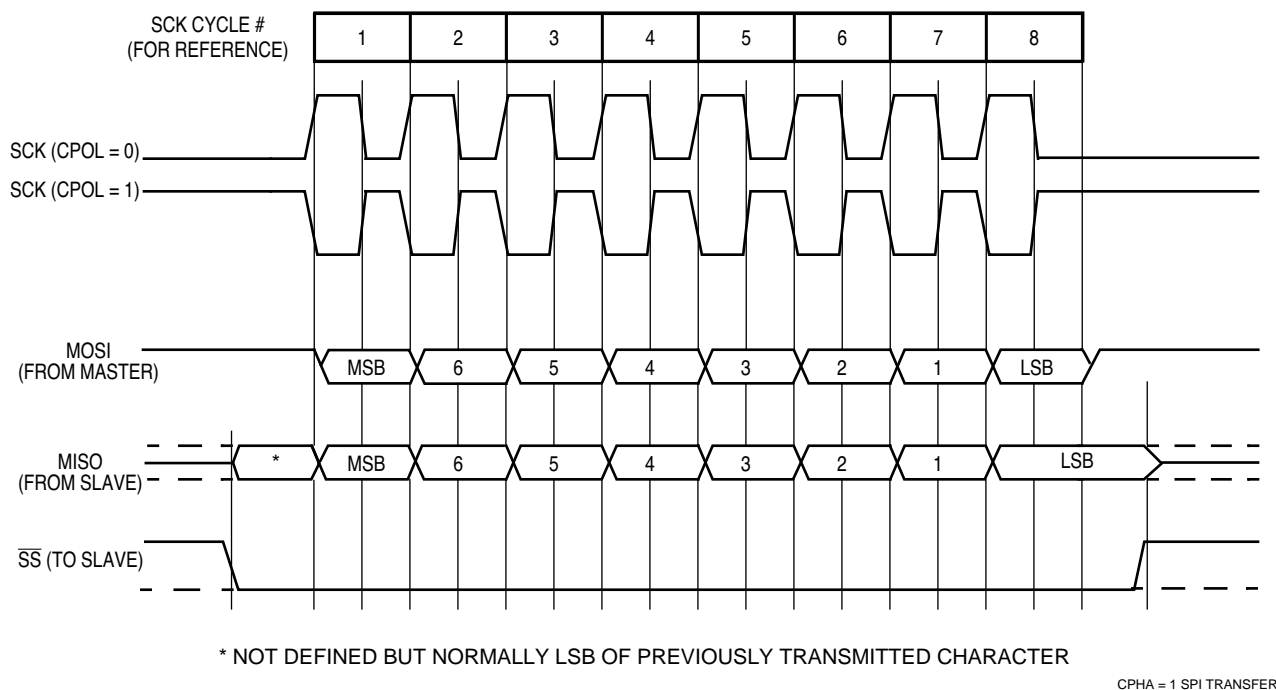 SCK CYCLE #
(FOR REFERENCE)
1 2 3 4 5 6 7 8
SCK (CPOL = 0)
SCK (CPOL = 1)
MOSI
(FROM MASTER)
MSB 6 5 4 3 2 1 LSB
MISO
(FROM SLAVE)
* MSB 6 5 4 3 2 1 LSB
S̅S̅ (TO SLAVE)
* NOT DEFINED BUT NORMALLY LSB OF PREVIOUSLY TRANSMITTED CHARACTER
CPHA = 1 SPI TRANSFER